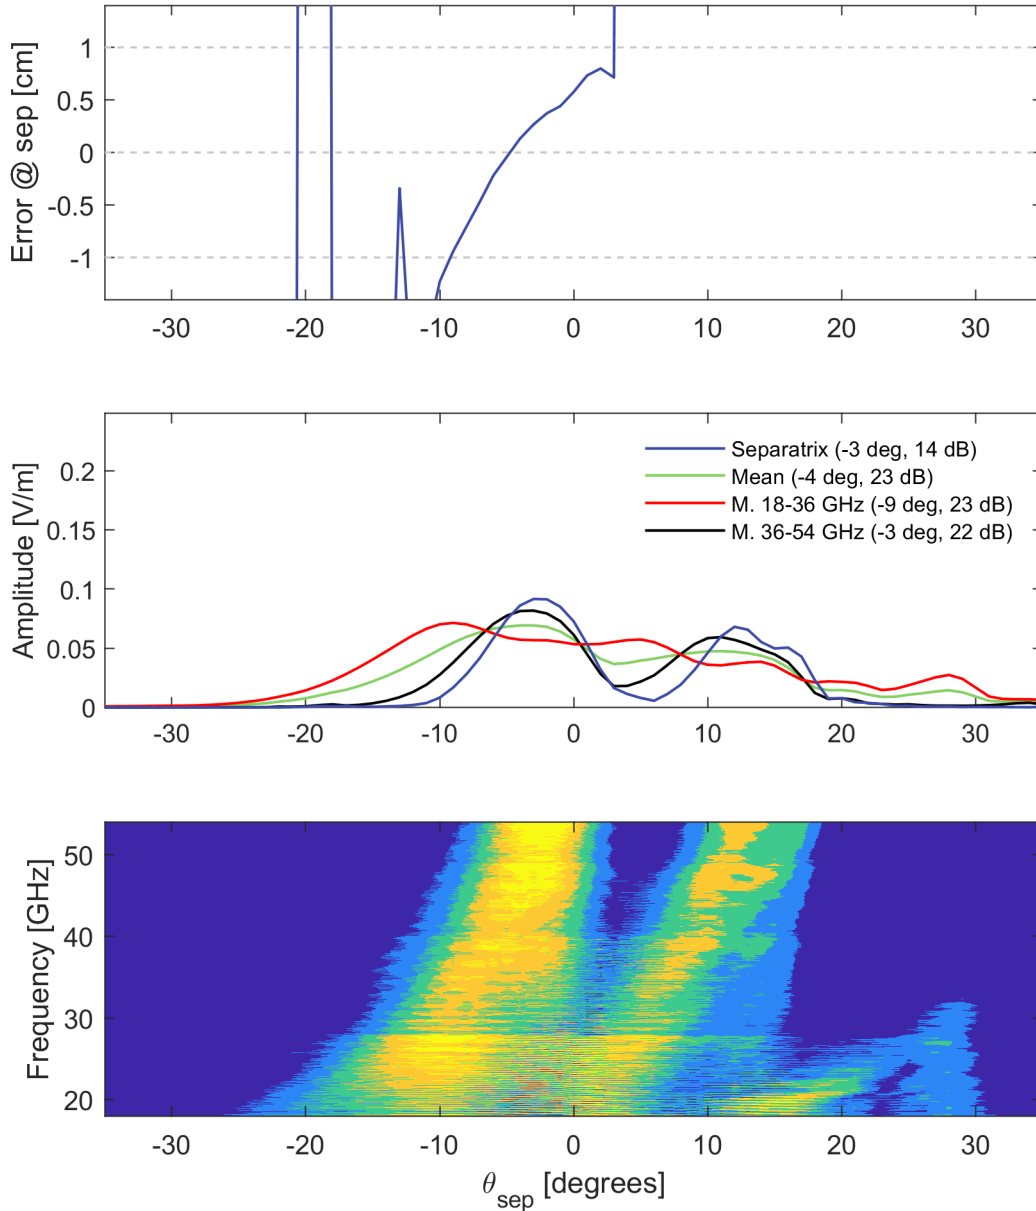 1
0.5
0
-0.5
-1
Error @ sep [cm]
-30 -20 -10 0 10 20 30
0.2
0.15
0.1
0.05
0
Amplitude [V/m]
Separatrix (-3 deg, 14 dB)
Mean (-4 deg, 23 dB)
M. 18-36 GHz (-9 deg, 23 dB)
M. 36-54 GHz (-3 deg, 22 dB)
-30 -20 -10 0 10 20 30
50
40
30
20
Frequency [GHz]
-30 -20 -10 0 10 20 30
θsep [degrees]